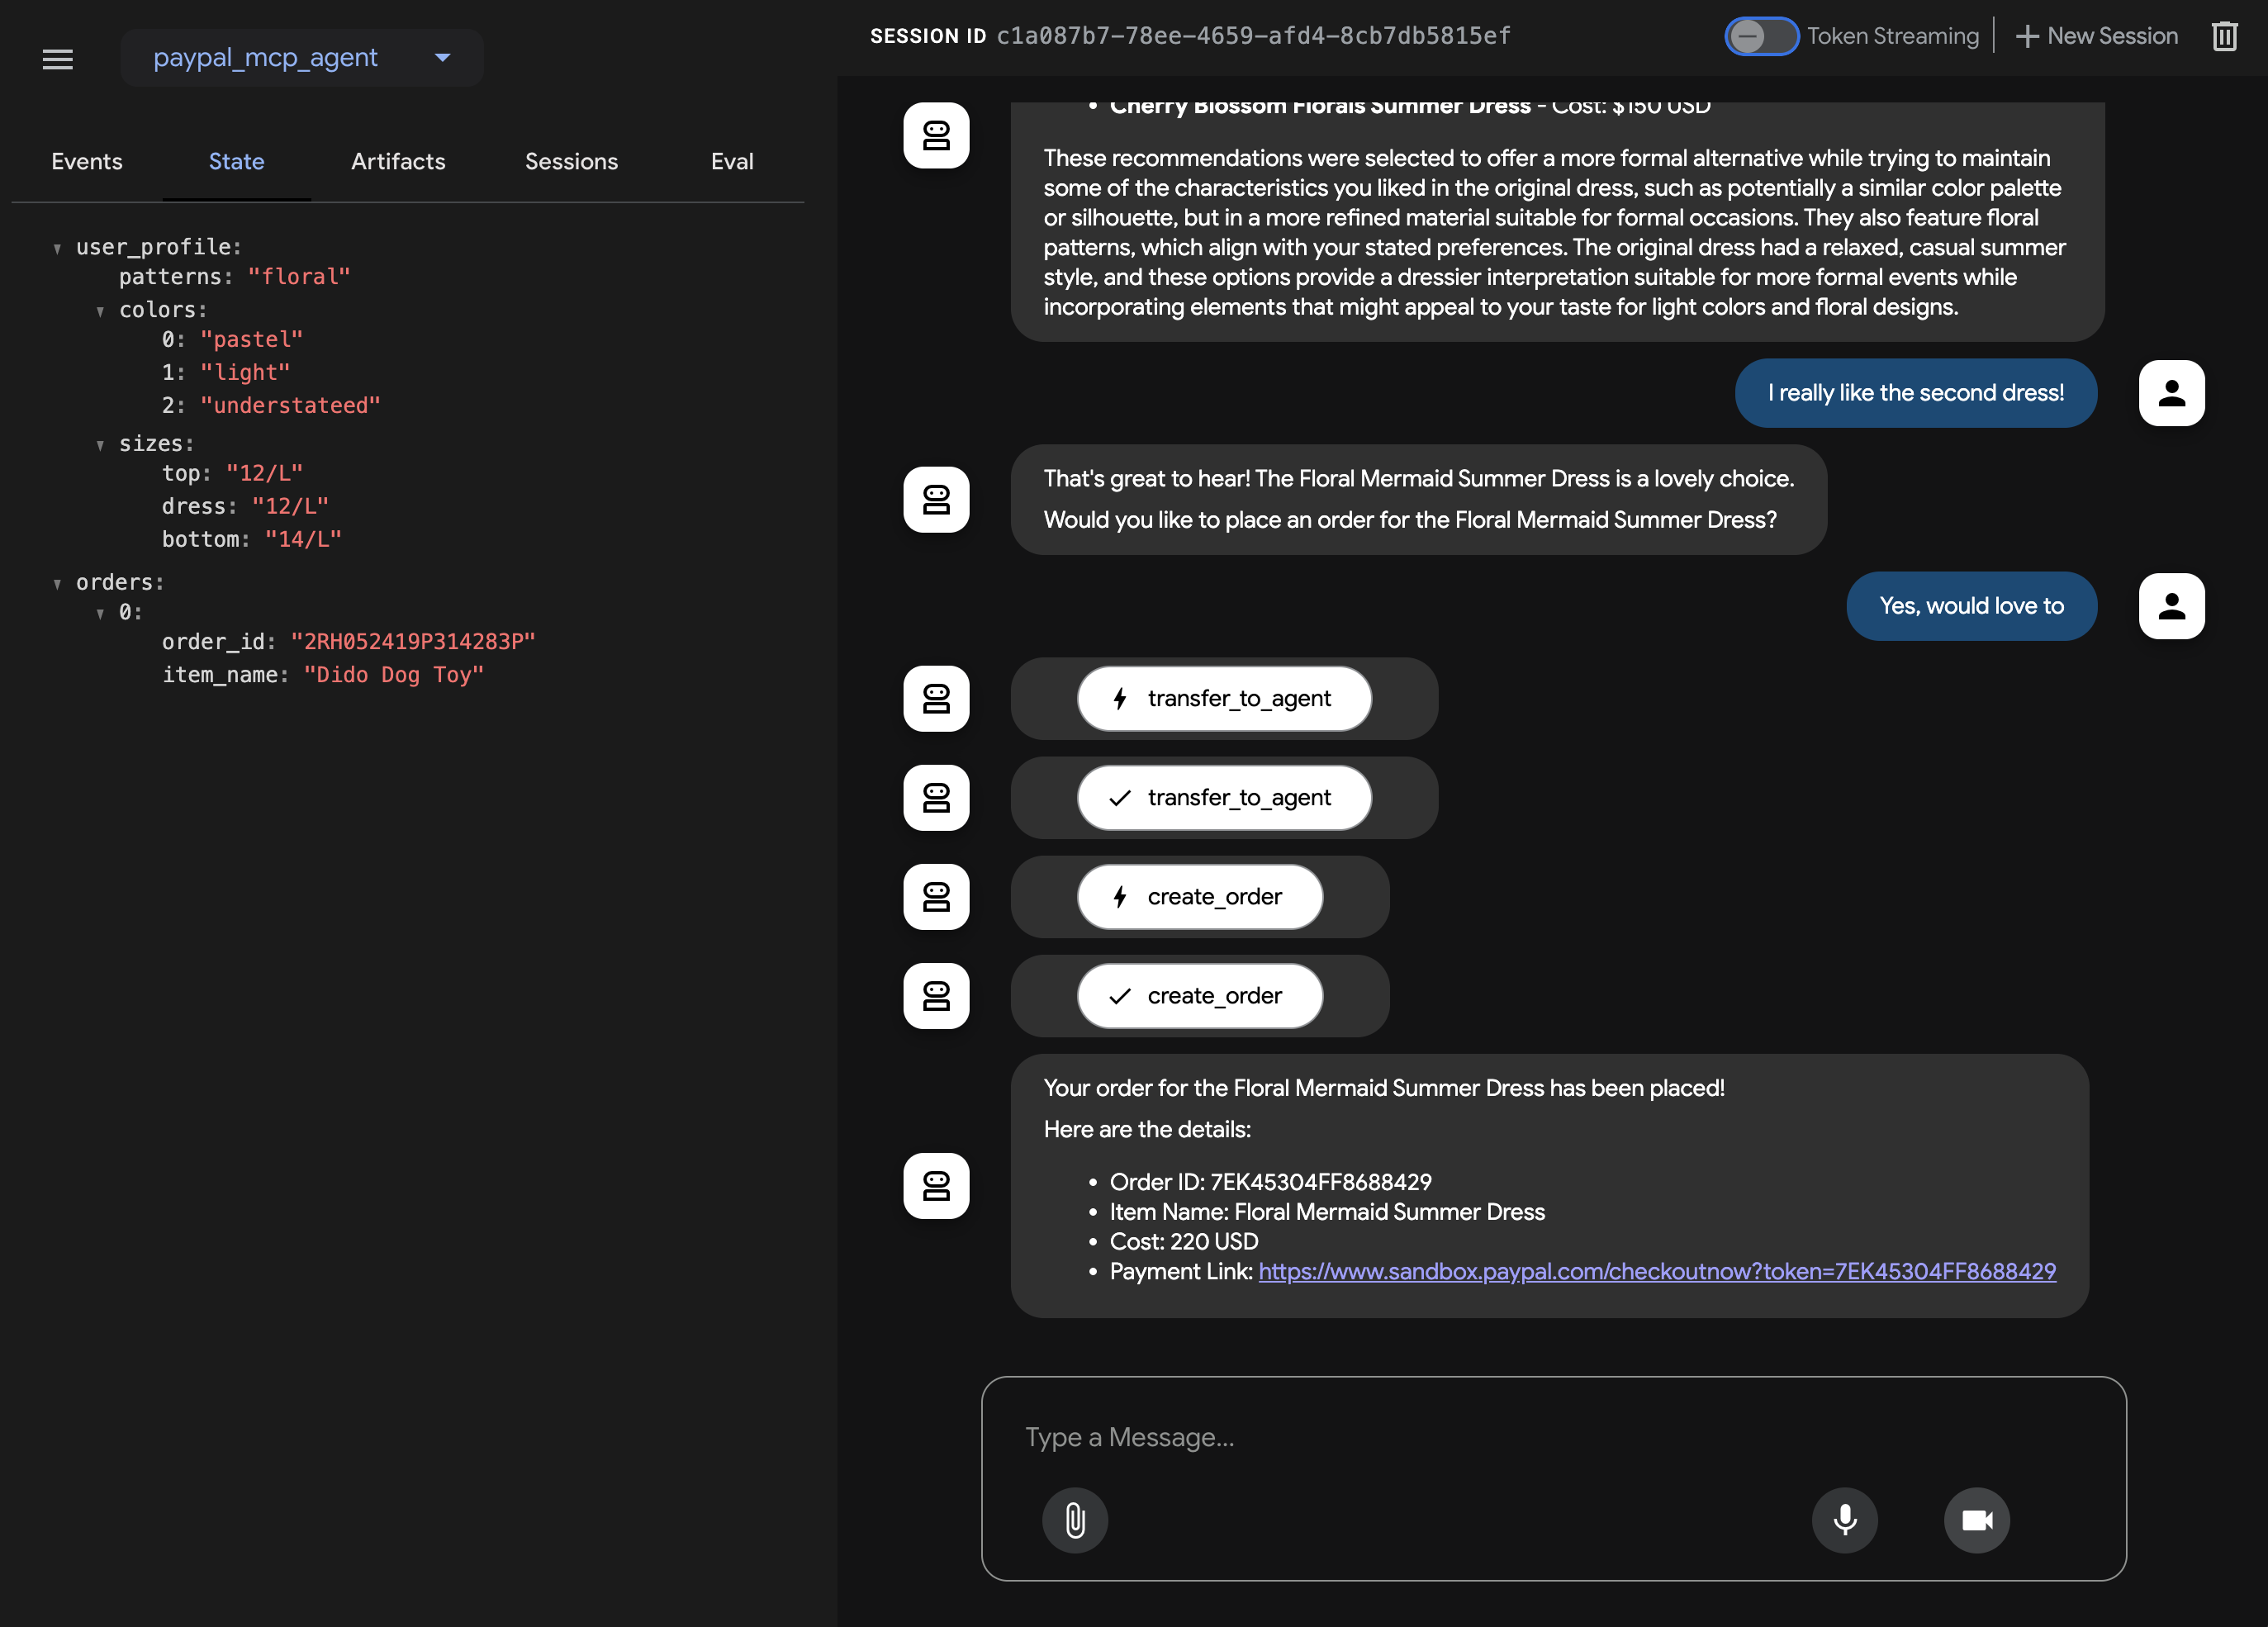 paypal_mcp_agent
Events
State
Artifacts
Sessions
Eval
user_profile:
patterns: "floral"
colors:
0: "pastel"
1: "light"
2: "understateed"
sizes:
top: "12/L"
dress: "12/L"
bottom: "14/L"
orders:
0:
order_id: "2RH052419P314283P"
item_name: "Dido Dog Toy"
SESSION ID c1a087b7-78ee-4659-afd4-8cb7db5815ef
Token Streaming
New Session
• Cherry Blossom Florals Summer Dress - Cost: $150 USD
These recommendations were selected to offer a more formal alternative while trying to maintain
some of the characteristics you liked in the original dress, such as potentially a similar color palette
or silhouette, but in a more refined material suitable for formal occasions. They also feature floral
patterns, which align with your stated preferences. The original dress had a relaxed, casual summer
style, and these options provide a dressier interpretation suitable for more formal events while
incorporating elements that might appeal to your taste for light colors and floral designs.
I really like the second dress!
That's great to hear! The Floral Mermaid Summer Dress is a lovely choice.
Would you like to place an order for the Floral Mermaid Summer Dress?
Yes, would love to
transfer_to_agent
transfer_to_agent
create_order
create_order
Your order for the Floral Mermaid Summer Dress has been placed!
Here are the details:
• Order ID: 7EK45304FF8688429
• Item Name: Floral Mermaid Summer Dress
• Cost: 220 USD
• Payment Link: https://www.sandbox.paypal.com/checkoutnow?token=7EK45304FF8688429
Type a Message...